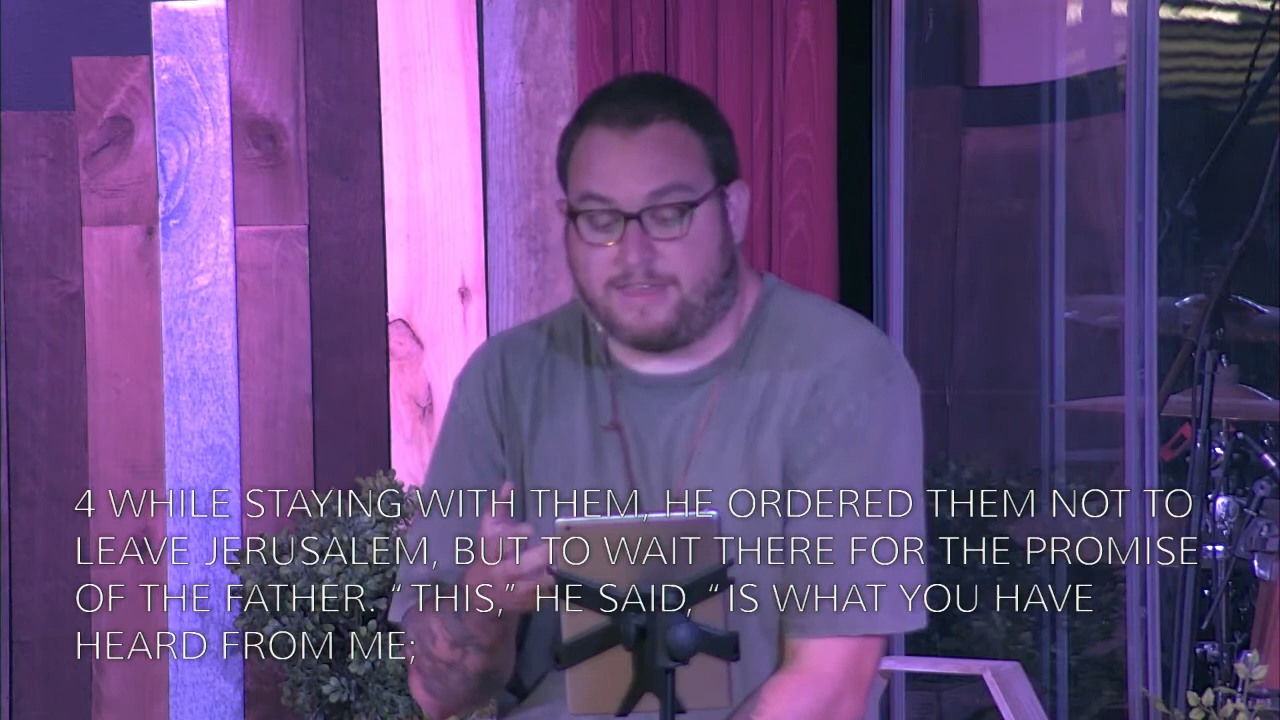 4 WHILE STAYING WITH THEM, HE ORDERED THEM NOT TO
LEAVE JERUSALEM, BUT TO WAIT THERE FOR THE PROMISE
OF THE FATHER. “THIS,” HE SAID, “IS WHAT YOU HAVE
HEARD FROM ME;